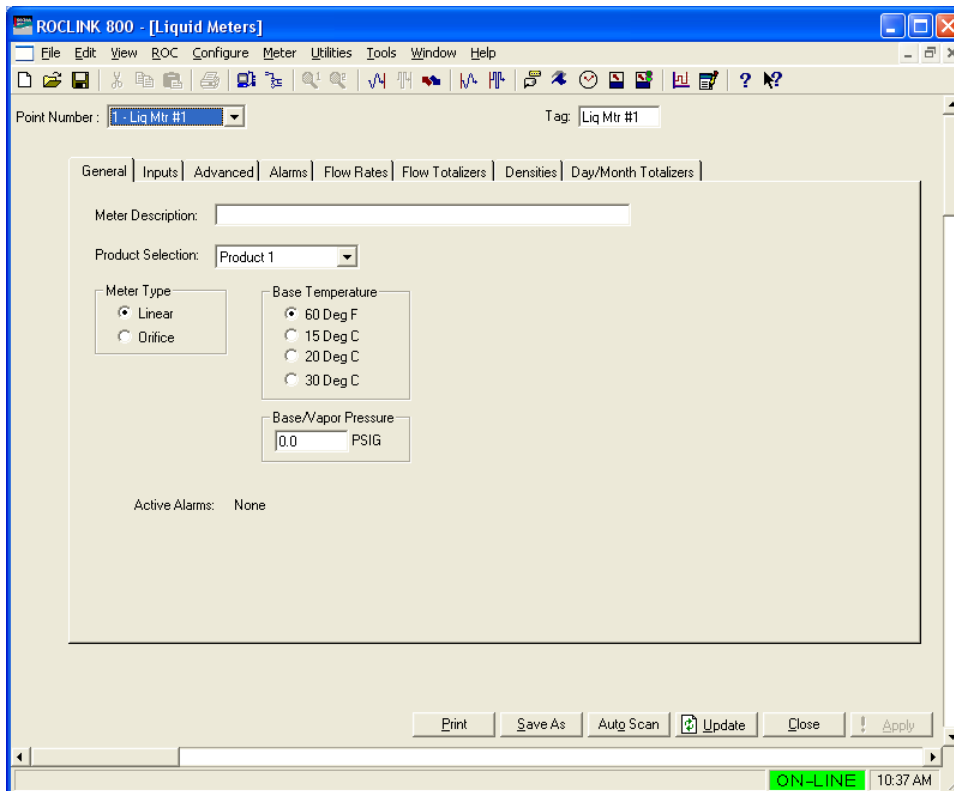 ROCLINK 800 - [Liquid Meters]
File Edit View ROC Configure Meter Utilities Tools Window Help
Point Number : 1 - Liq Mtr #1 Tag: Liq Mtr #1
General Inputs Advanced Alarms Flow Rates Flow Totalizers Densities Day/Month Totalizers
Meter Description:
Product Selection: Product 1
Meter Type Base Temperature
Linear 60 Deg F
Orifice 15 Deg C
20 Deg C
30 Deg C
Base/Vapor Pressure
0.0 PSIG
Active Alarms: None
Print Save As Auto Scan Update Close ! Apply
ON-LINE 10:37 AM